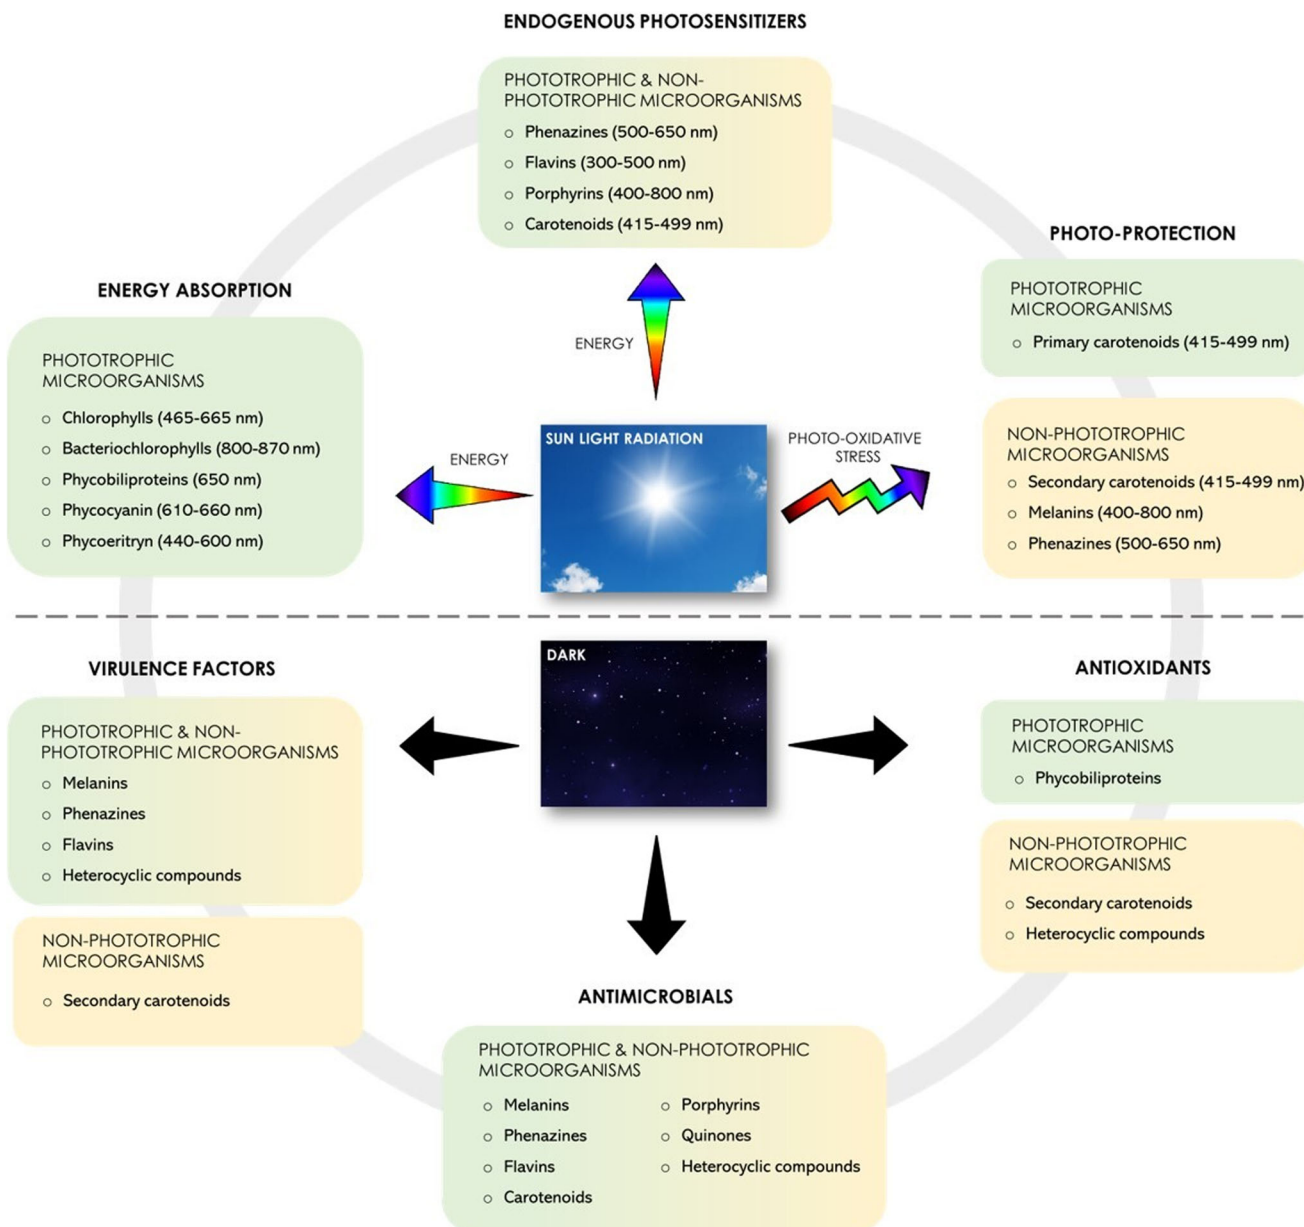 ENDOGENOUS PHOTOSENSITIZERS
PHOTOTROPHIC & NON-
PHOTOTROPHIC MICROORGANISMS
Phenazines (500-650 nm)
Flavins (300-500 nm)
Porphyrins (400-800 nm)
Carotenoids (415-499 nm)
PHOTO-PROTECTION
PHOTOTROPHIC
MICROORGANISMS
Primary carotenoids (415-499 nm)
NON-PHOTOTROPHIC
MICROORGANISMS
Secondary carotenoids (415-499 nm)
Melanins (400-800 nm)
Phenazines (500-650 nm)
ENERGY ABSORPTION
PHOTOTROPHIC
MICROORGANISMS
Chlorophylls (465-665 nm)
Bacteriochlorophylls (800-870 nm)
Phycobiliproteins (650 nm)
Phycocyanin (610-660 nm)
Phycoeritryn (440-600 nm)
ENERGY
ENERGY
SUN LIGHT RADIATION
PHOTO-OXIDATIVE
STRESS
DARK
VIRULENCE FACTORS
PHOTOTROPHIC & NON-
PHOTOTROPHIC MICROORGANISMS
Melanins
Phenazines
Flavins
Heterocyclic compounds
NON-PHOTOTROPHIC
MICROORGANISMS
Secondary carotenoids
ANTIOXIDANTS
PHOTOTROPHIC
MICROORGANISMS
Phycobiliproteins
NON-PHOTOTROPHIC
MICROORGANISMS
Secondary carotenoids
Heterocyclic compounds
ANTIMICROBIALS
PHOTOTROPHIC & NON-PHOTOTROPHIC
MICROORGANISMS
Melanins
Phenazines
Flavins
Carotenoids
Porphyrins
Quinones
Heterocyclic compounds